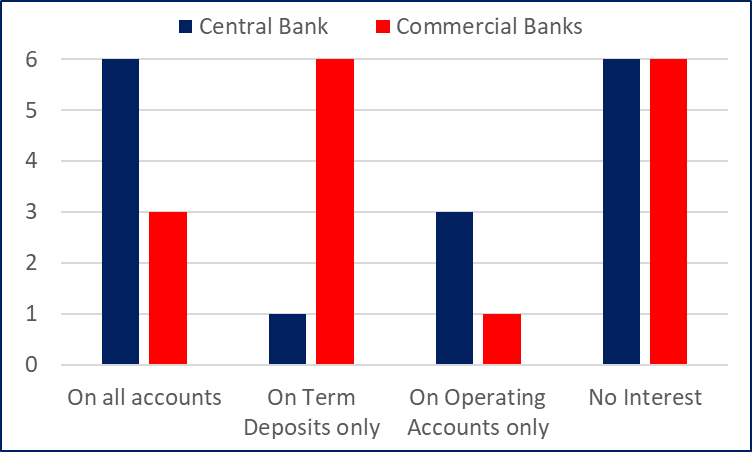 Central Bank Commercial Banks
6
5
4
3
2
1
0
On all accounts On Term On Operating No Interest
Deposits only Accounts only